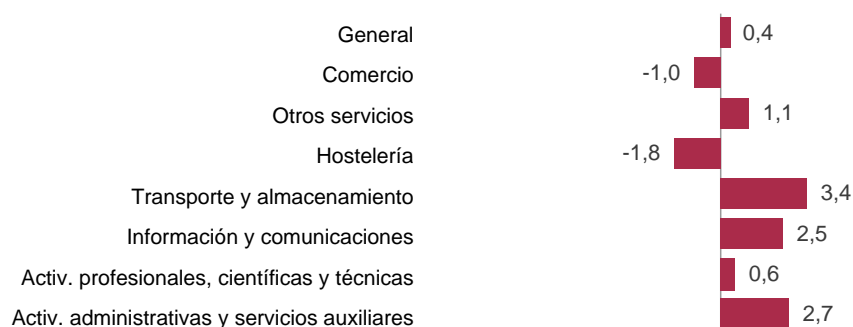 General 0,4
Comercio -1,0
Otros servicios 1,1
Hostelería -1,8
Transporte y almacenamiento 3,4
Información y comunicaciones 2,5
Activ. profesionales, científicas y técnicas 0,6
Activ. administrativas y servicios auxiliares 2,7